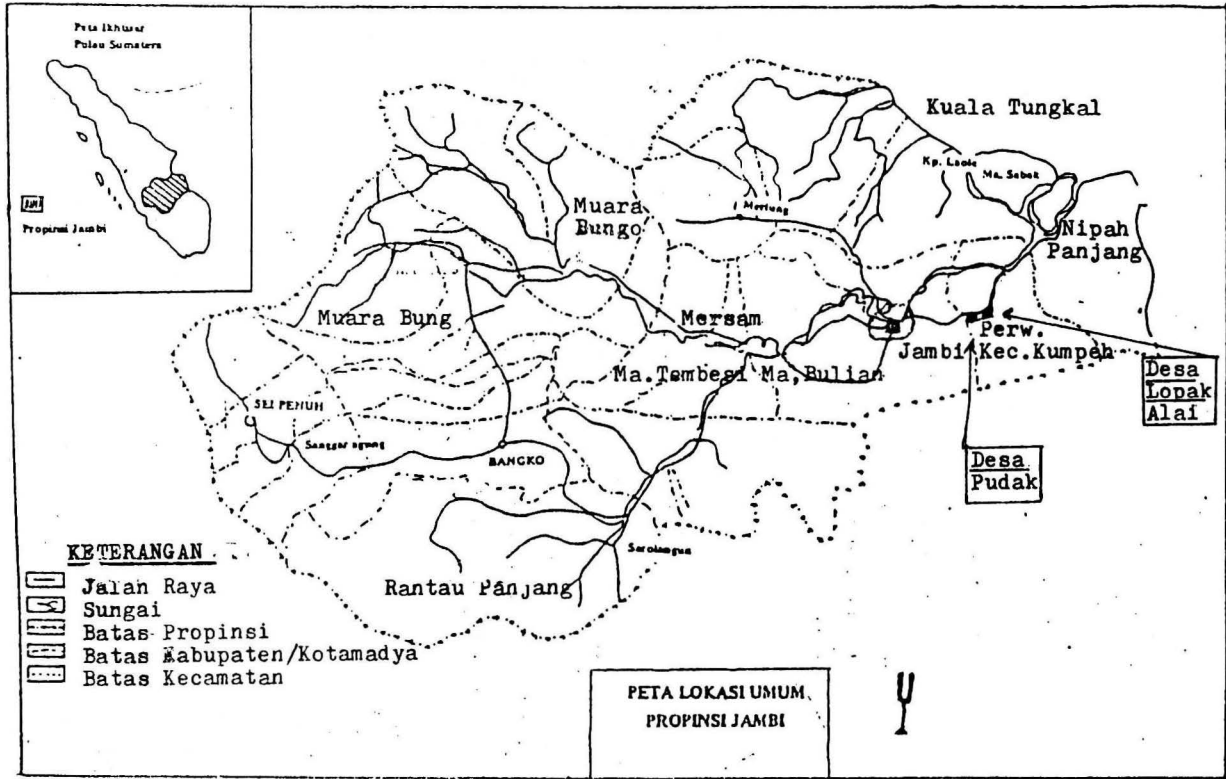 Peta Ikhtisar
Pulau Sumatera
Propinsi Jambi
Kuala Tungkal
Kp. Laole
Ma. Sabak
Merlung
Muara
Bungo
Nipah
Panjang
Muara Bung
Mersam
Perw.
Jambi Kec.Kumpeh
Ma.Tembesi Ma,Bulian
Desa
Lopak
Alai
SEI PENUH
Sanggar agung
BANGKO
Desa
Pudak
Sarolangun
Rantau Panjang
KETERANGAN
Jalan Raya
Sungai
Batas Propinsi
Batas Kabupaten/Kotamadya
Batas Kecamatan
PETA LOKASI UMUM
PROPINSI JAMBI
U